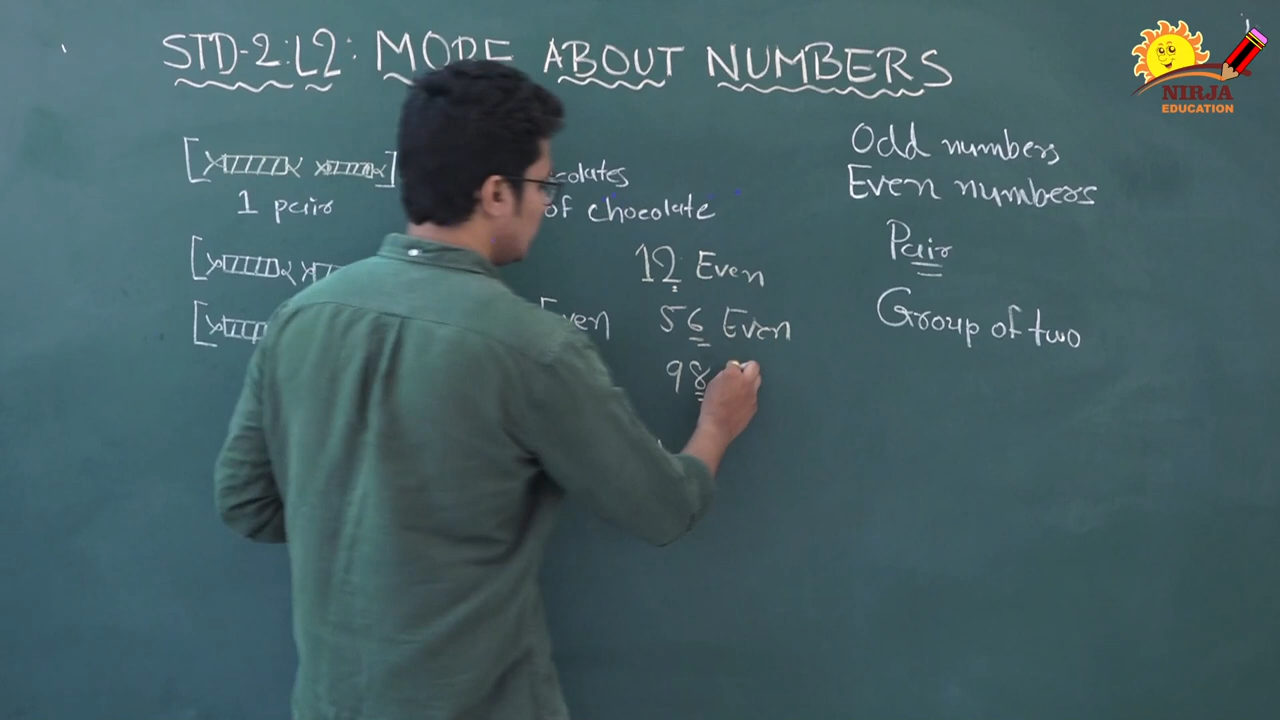 STD-2:L2: MORE ABOUT NUMBERS
NIRJA
EDUCATION
1 pair
of chocolate
12 Even
56 Even
98
Even
Odd numbers
Even numbers
Pair
Group of two